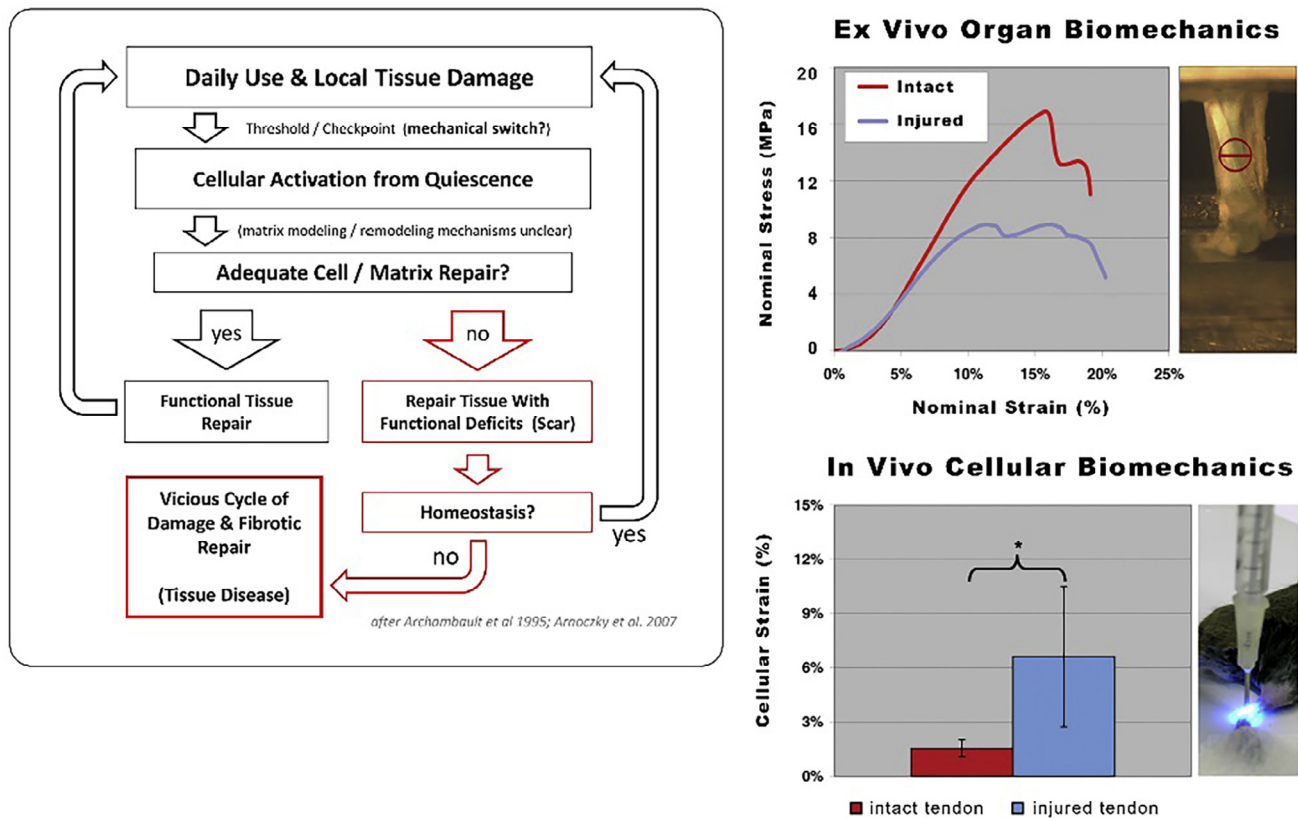 Daily Use & Local Tissue Damage
Threshold / Checkpoint (mechanical switch?)
Cellular Activation from Quiescence
(matrix modeling / remodeling mechanisms unclear)
Adequate Cell / Matrix Repair?
yes
no
Functional Tissue
Repair
Repair Tissue With
Functional Deficits (Scar)
Vicious Cycle of
Damage & Fibrotic
Repair
(Tissue Disease)
Homeostasis?
yes
no
after Archambault et al 1995; Arnoczky et al. 2007
Ex Vivo Organ Biomechanics
Nominal Stress (MPa)
20
16
12
8
4
0
Intact
Injured
0%
5%
10%
15%
20%
25%
Nominal Strain (%)
In Vivo Cellular Biomechanics
Cellular Strain (%)
15%
12%
9%
6%
3%
0%
*
intact tendon
injured tendon